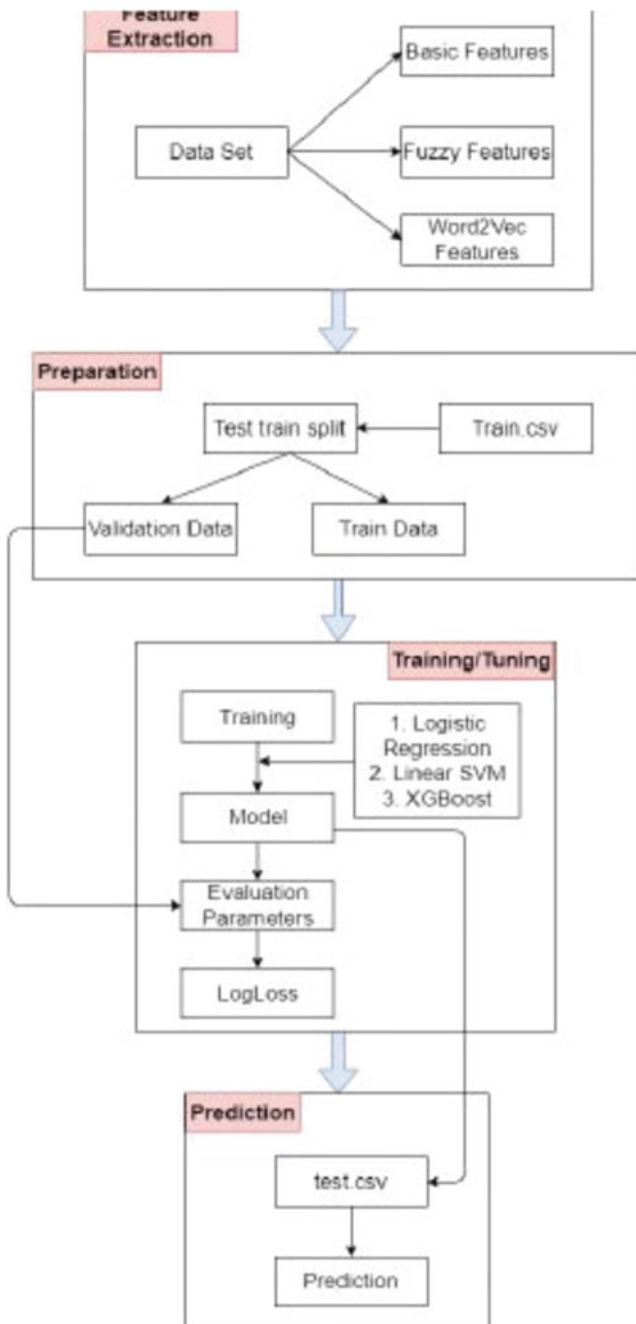 Feature
Extraction
Basic Features
Data Set
Fuzzy Features
Word2Vec
Features
Preparation
Test train split
Train.csv
Validation Data
Train Data
Training/Tuning
Training
1. Logistic
Regression
2. Linear SVM
3. XGBoost
Model
Evaluation
Parameters
LogLoss
Prediction
test.csv
Prediction